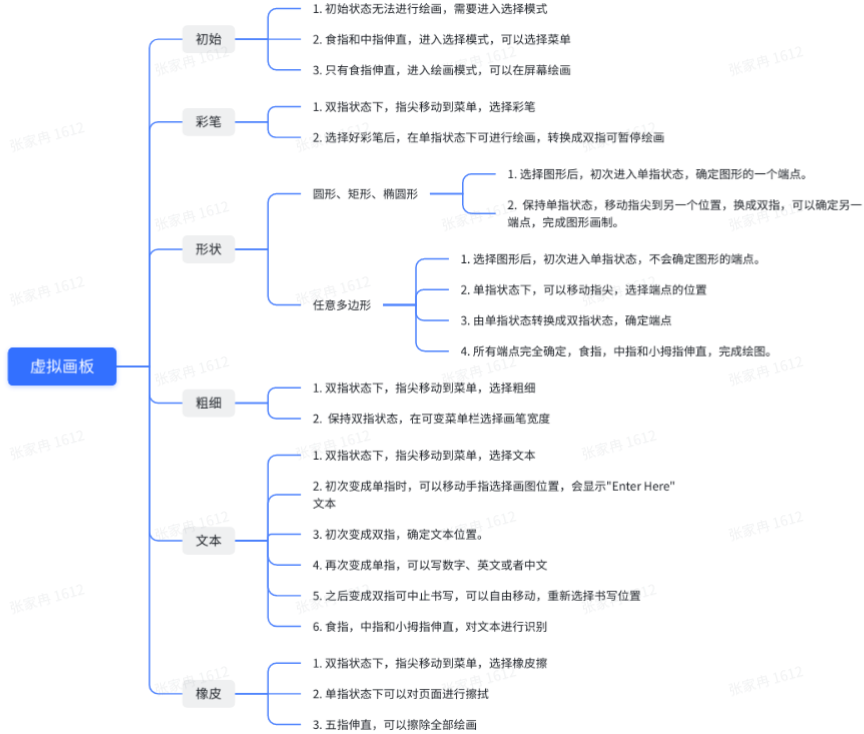 初始
1. 初始状态无法进行绘画，需要进入选择模式
2. 食指和中指伸直，进入选择模式，可以选择菜单
3. 只有食指伸直，进入绘画模式，可以在屏幕绘画
彩笔
1. 双指状态下，指尖移动到菜单，选择彩笔
2. 选择好彩笔后，在单指状态下可进行绘画，转换成双指可暂停绘画
形状
圆形、矩形、椭圆形
1. 选择图形后，初次进入单指状态，确定图形的一个端点。
2. 保持单指状态，移动指尖到另一个位置，换成双指，可以确定另一
端点，完成图形画制。
任意多边形
1. 选择图形后，初次进入单指状态，不会确定图形的端点。
2. 单指状态下，可以移动指尖，选择端点的位置
3. 由单指状态转换成双指状态，确定端点
4. 所有端点完全确定，食指，中指和小拇指伸直，完成绘图。
虚拟画板
粗细
1. 双指状态下，指尖移动到菜单，选择粗细
2. 保持双指状态，在可变菜单栏选择画笔宽度
文本
1. 双指状态下，指尖移动到菜单，选择文本
2. 初次变成单指时，可以移动手指选择画图位置，会显示"Enter Here"
文本
3. 初次变成双指，确定文本位置。
4. 再次变成单指，可以写数字、英文或者中文
5. 之后变成双指可中止书写，可以自由移动，重新选择书写位置
6. 食指，中指和小拇指伸直，对文本进行识别
橡皮
1. 双指状态下，指尖移动到菜单，选择橡皮擦
2. 单指状态下可以对页面进行擦拭
3. 五指伸直，可以擦除全部绘画
张家冉 1612